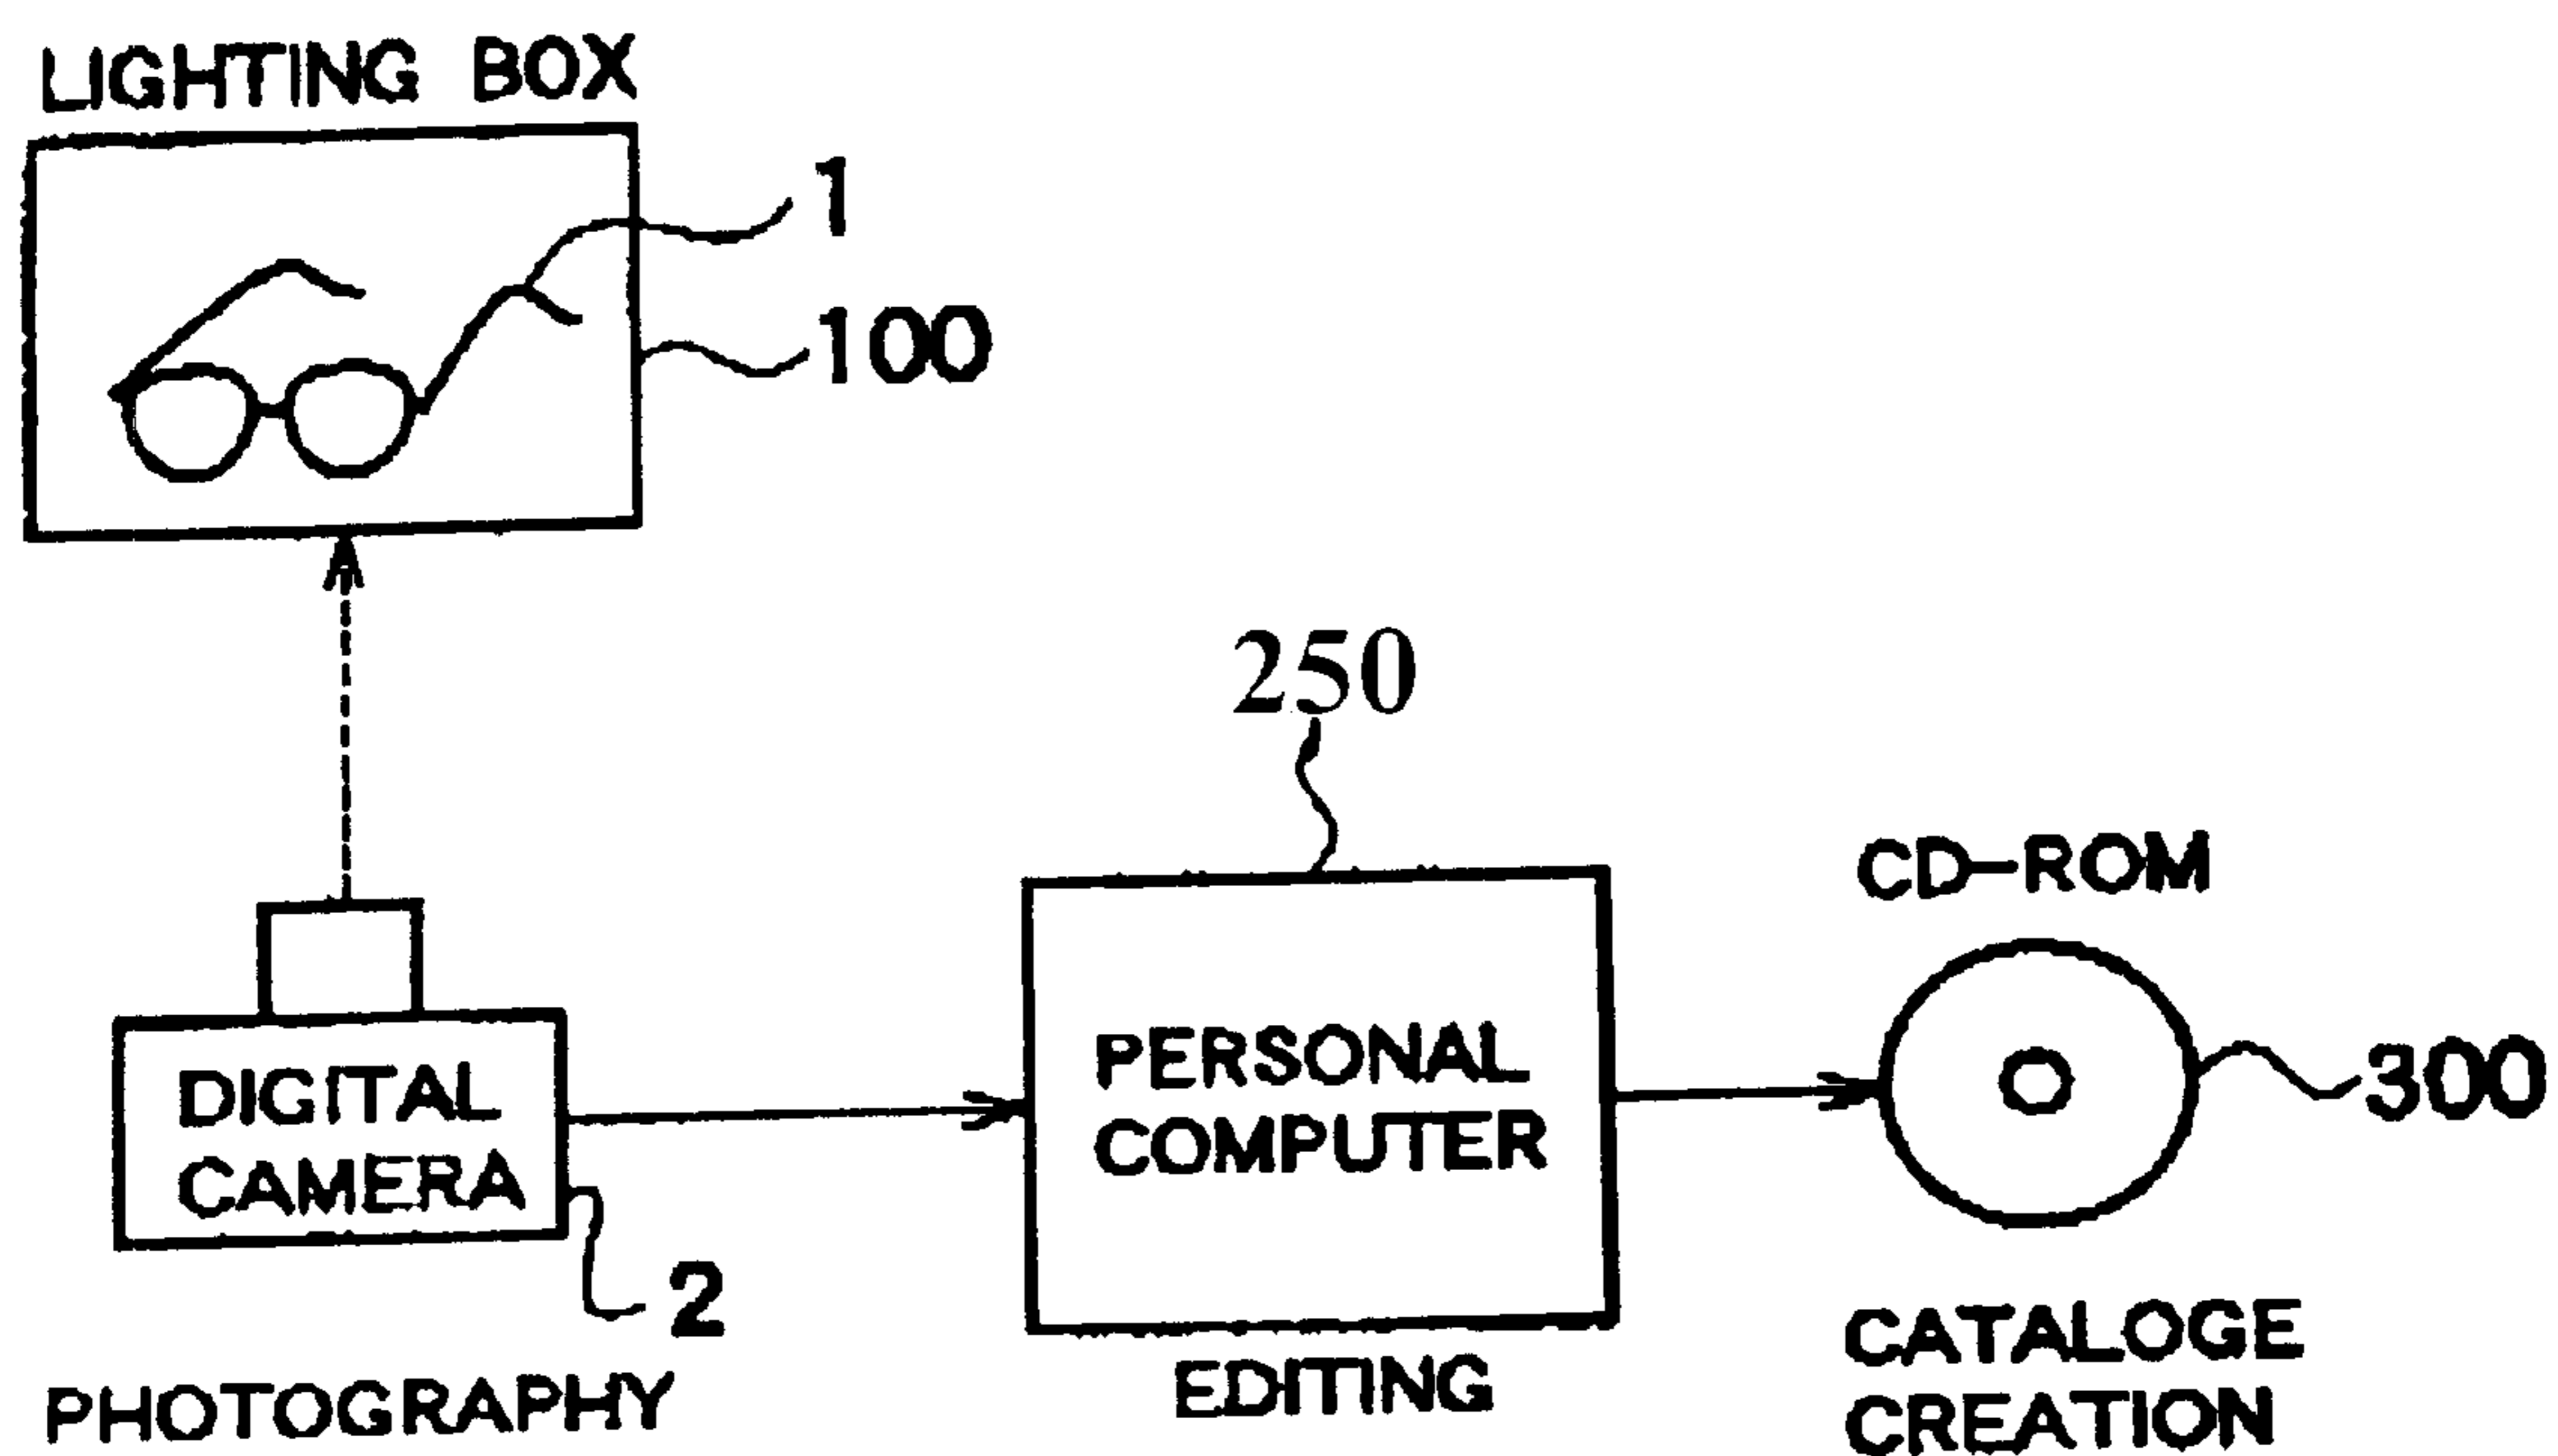 LIGHTING BOX
1
100
250
CD-ROM
DIGITAL
CAMERA
2
PERSONAL
COMPUTER
300
PHOTOGRAPHY
EDITING
CATALOGE
CREATION